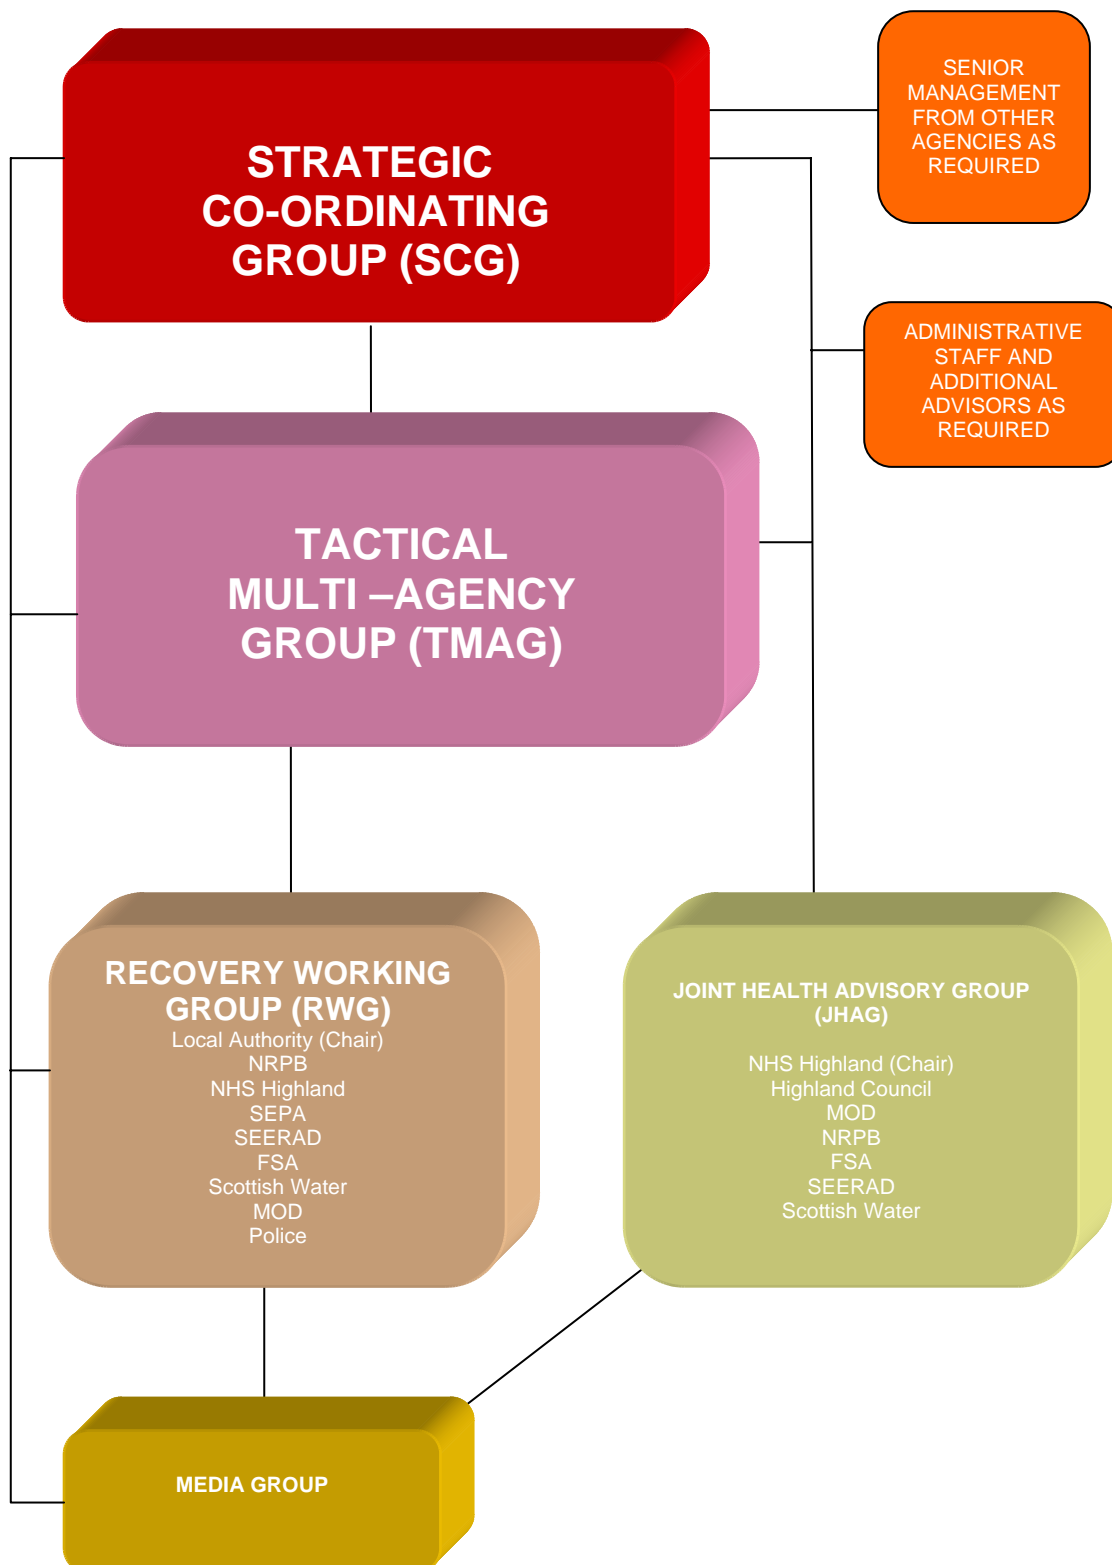 SENIOR
MANAGEMENT
FROM OTHER
AGENCIES AS
REQUIRED
STRATEGIC
CO-ORDINATING
GROUP (SCG)
ADMINISTRATIVE
STAFF AND
ADDITIONAL
ADVISORS AS
REQUIRED
TACTICAL
MULTI –AGENCY
GROUP (TMAG)
RECOVERY WORKING
GROUP (RWG)
Local Authority (Chair)
NRPB
NHS Highland
SEPA
SEERAD
FSA
Scottish Water
MOD
Police
JOINT HEALTH ADVISORY GROUP
(JHAG)
NHS Highland (Chair)
Highland Council
MOD
NRPB
FSA
SEERAD
Scottish Water
MEDIA GROUP